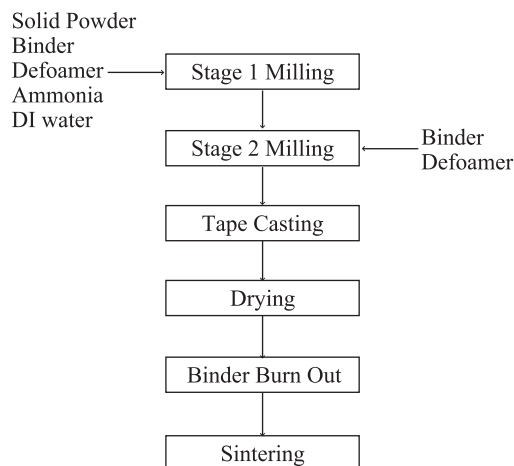 Solid Powder
Binder
Defoamer
Ammonia
DI water
Stage 1 Milling
Stage 2 Milling
Binder
Defoamer
Tape Casting
Drying
Binder Burn Out
Sintering